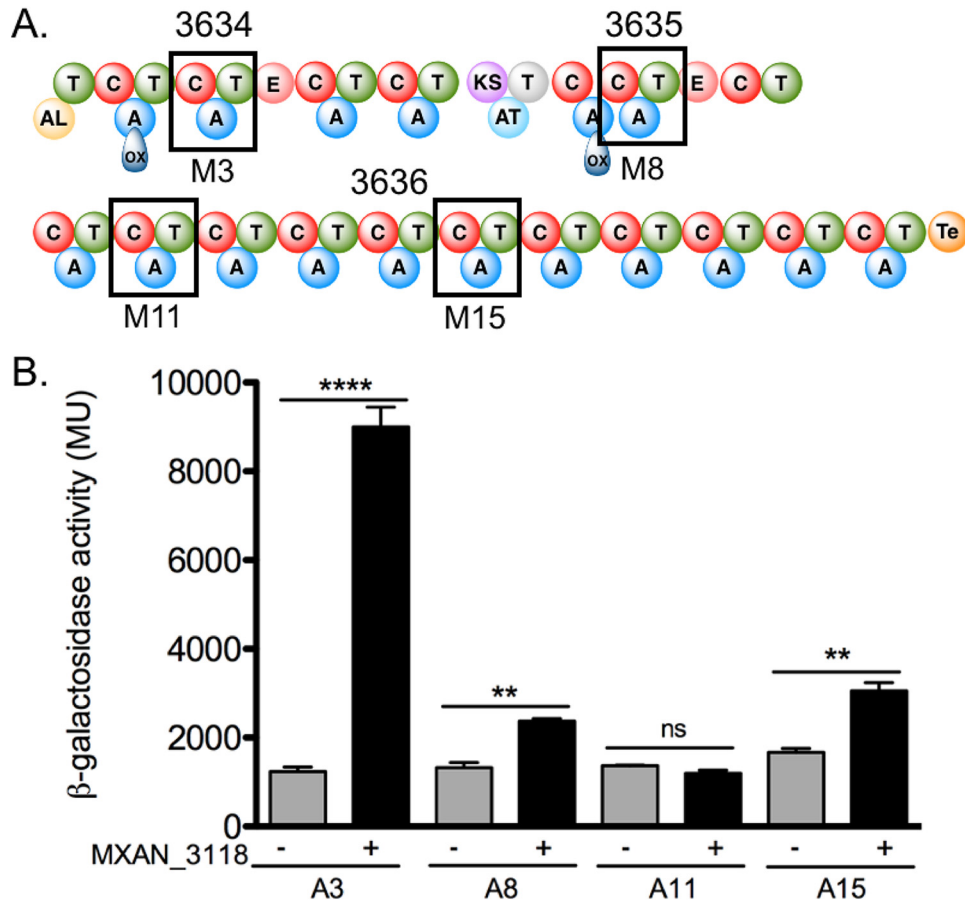 A.
3634 3635
T C T C T E C T C T KS T C C T E C T
AL A A A A AT A A
OX OX
M3 M8
3636
C T C T C T C T C T C T C T C T C T C T C T Te
A A A A A A A A A A A
M11 M15
B.
β-galactosidase activity (MU)
10000
8000
6000
4000
2000
0
**** ** ns **
MXAN_3118 - + - + - + - +
A3 A8 A11 A15